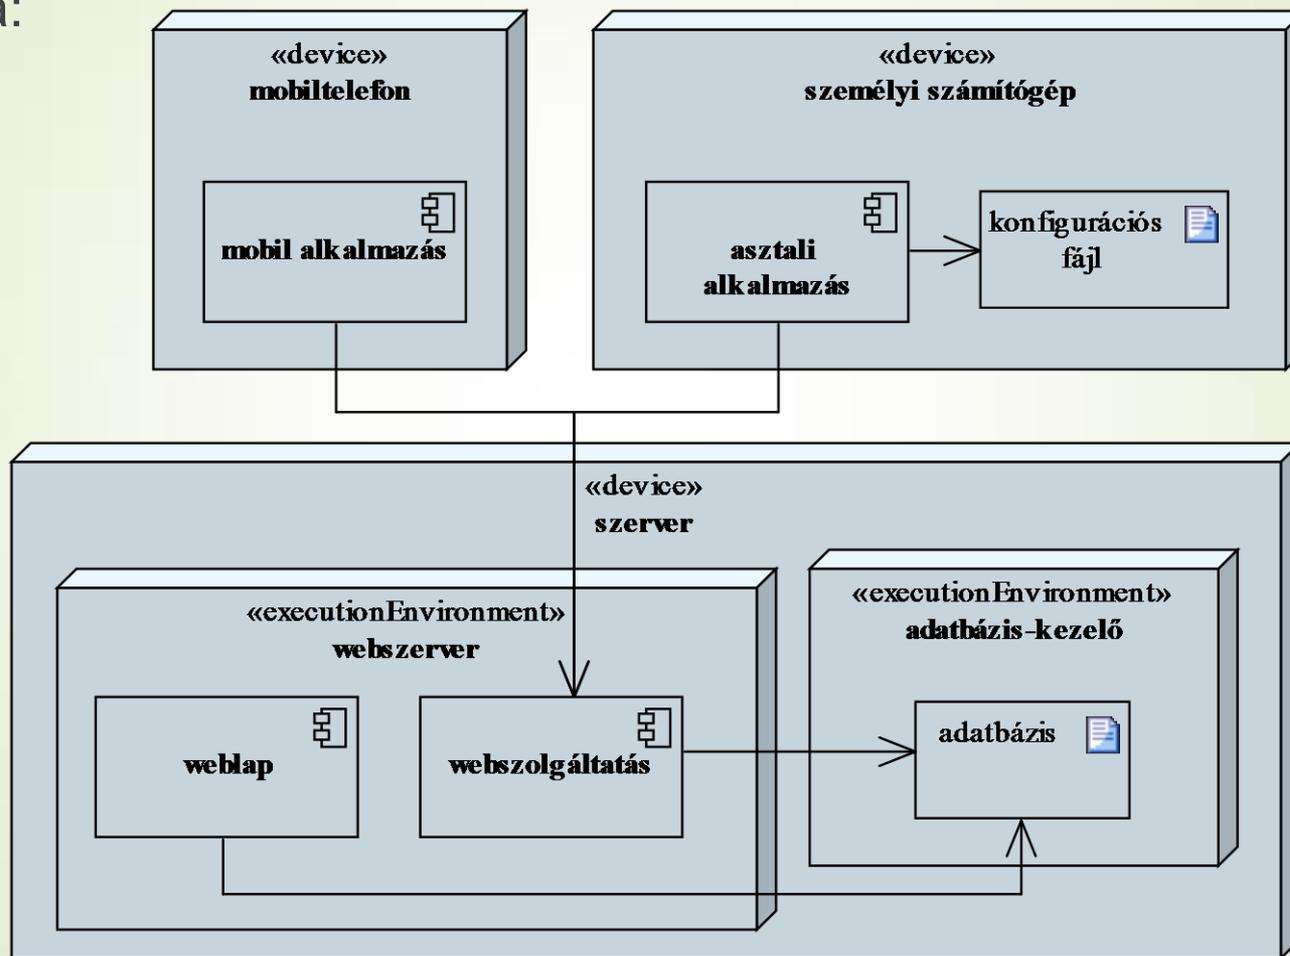 a:
«device»
mobiltelefon
mobil alkalmazás
«device»
személyi számítógép
asztali
alkalmazás
konfigurációs
fájl
«device»
szerver
«executionEnvironment»
webszerver
weblap
webszolgáltatás
«executionEnvironment»
adatbázis-kezelő
adatbázis